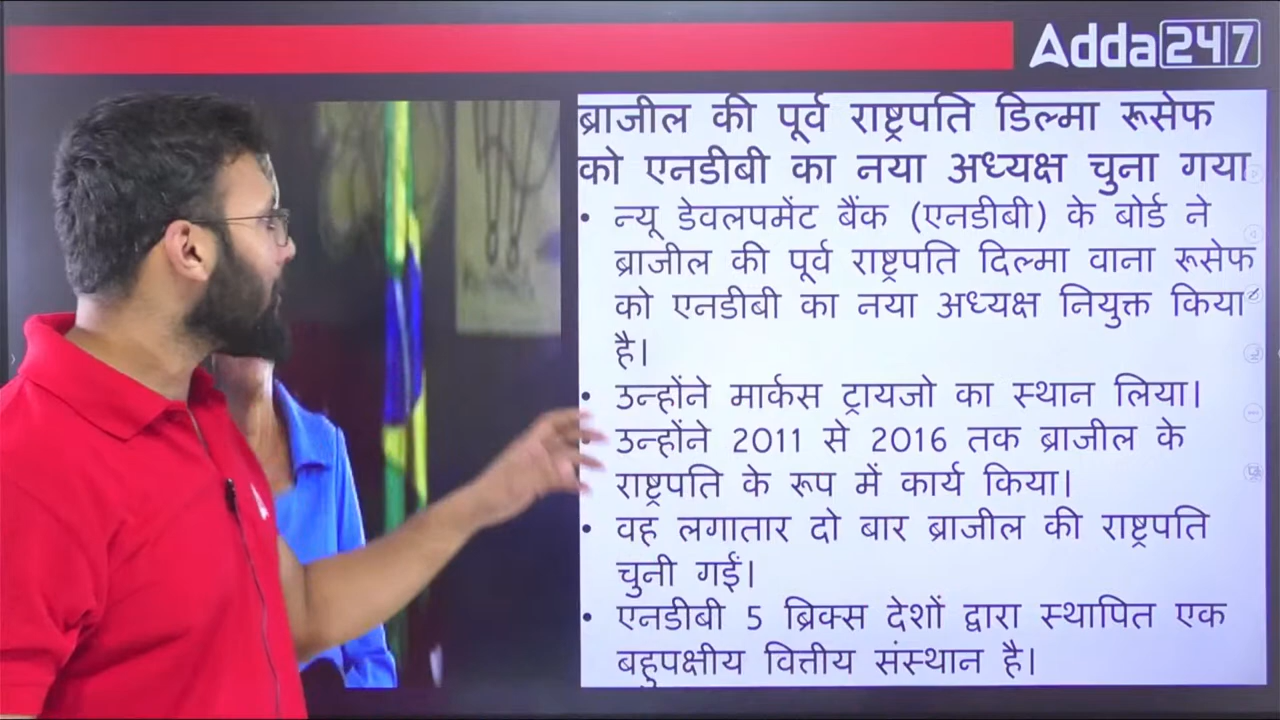 Adda247
ब्राजील की पूर्व राष्ट्रपति डिल्मा रूसेफ
को एनडीबी का नया अध्यक्ष चुना गया
• न्यू डेवलपमेंट बैंक (एनडीबी) के बोर्ड ने
ब्राजील की पूर्व राष्ट्रपति दिल्मा वाना रूसेफ
को एनडीबी का नया अध्यक्ष नियुक्त किया
है।
• उन्होंने मार्कस ट्रायजो का स्थान लिया।
• उन्होंने 2011 से 2016 तक ब्राजील के
राष्ट्रपति के रूप में कार्य किया।
• वह लगातार दो बार ब्राजील की राष्ट्रपति
चुनी गईं।
• एनडीबी 5 ब्रिक्स देशों द्वारा स्थापित एक
बहुपक्षीय वित्तीय संस्थान है।